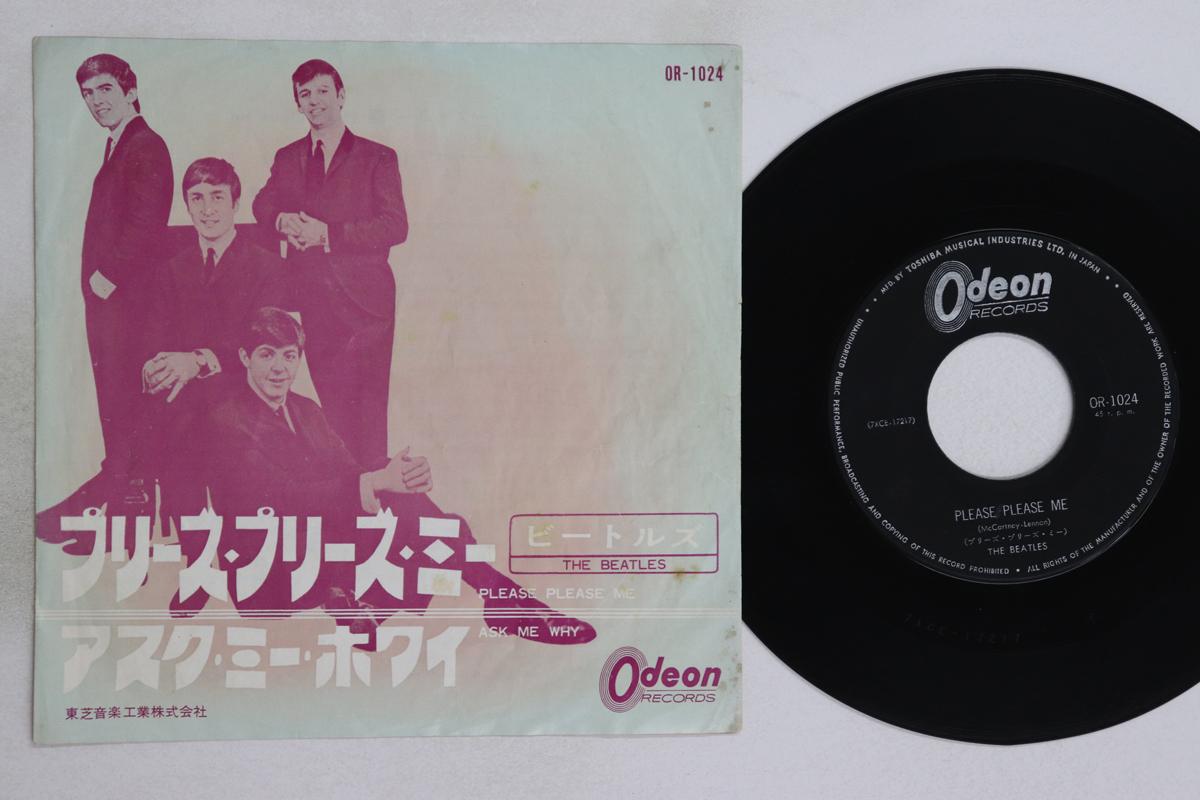 OR-1024
プリーズ・プリーズ・ミー
ビートルズ
THE BEATLES
PLEASE PLEASE ME
アスク・ミー・ホワイ
ASK ME WHY
Odeon
RECORDS
東芝音楽工業株式会社
MFD. BY TOSHIBA MUSICAL INDUSTRIES LTD. IN JAPAN
Odeon
RECORDS
OR-1024
45 r. p. m.
(7XCE-17217)
PLEASE PLEASE ME
(McCartney-Lennon)
(プリーズ・プリーズ・ミー)
THE BEATLES
UNAUTHORIZED PUBLIC PERFORMANCE, BROADCASTING AND COPYING OF THIS RECORD PROHIBITED • ALL RIGHTS OF THE MANUFACTURER AND OF THE OWNER OF THE RECORDED WORK ARE RESERVED
7XCE-17217